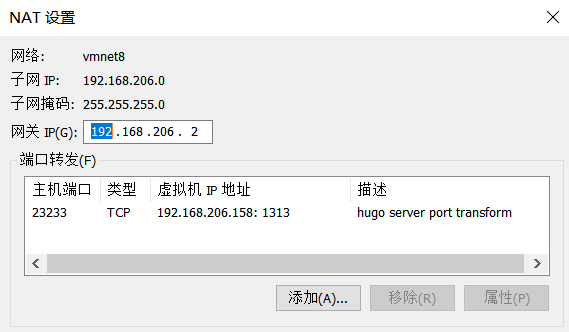 NAT 设置
网络: vmnet8
子网 IP: 192.168.206.0
子网掩码: 255.255.255.0
网关 IP(G): 192 . 168 . 206 . 2
端口转发(F)
主机端口 类型 虚拟机 IP 地址 描述
23233 TCP 192.168.206.158: 1313 hugo server port transform
添加(A)... 移除(R) 属性(P)